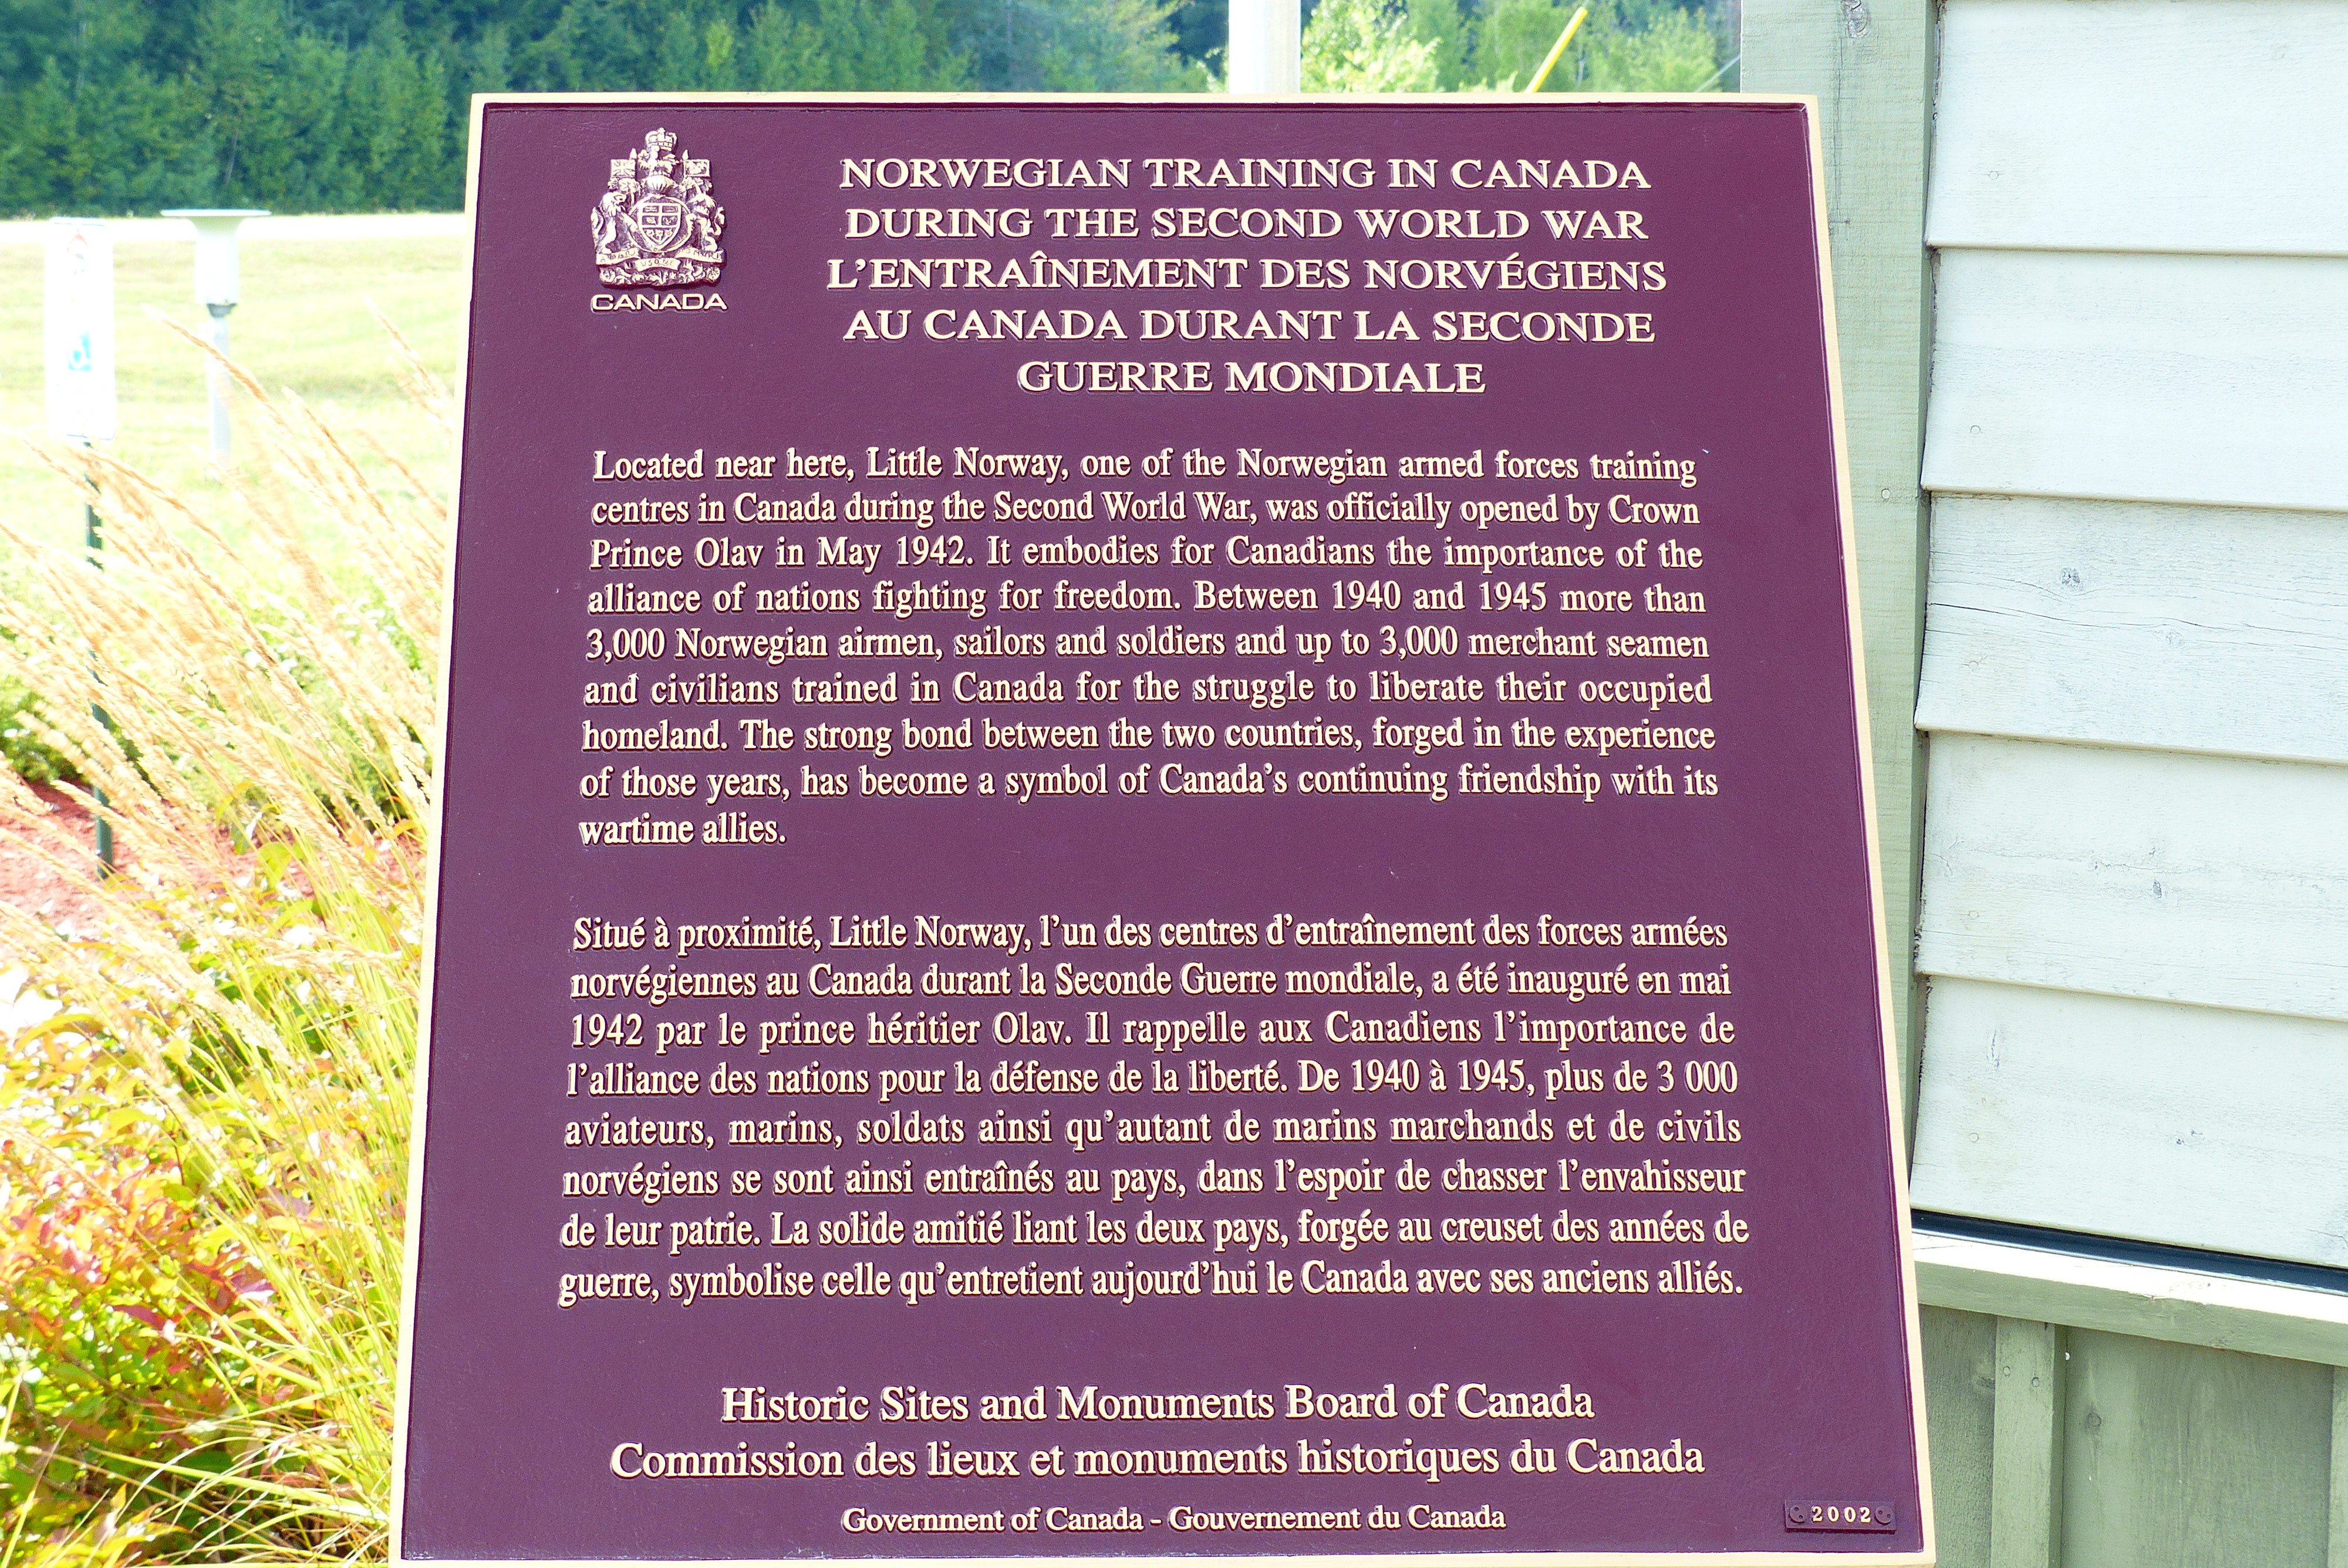 CANADA
NORWEGIAN TRAINING IN CANADA
DURING THE SECOND WORLD WAR
L'ENTRAÎNEMENT DES NORVÉGIENS
AU CANADA DURANT LA SECONDE
GUERRE MONDIALE
Located near here, Little Norway, one of the Norwegian armed forces training
centres in Canada during the Second World War, was officially opened by Crown
Prince Olav in May 1942. It embodies for Canadians the importance of the
alliance of nations fighting for freedom. Between 1940 and 1945 more than
3,000 Norwegian airmen, sailors and soldiers and up to 3,000 merchant seamen
and civilians trained in Canada for the struggle to liberate their occupied
homeland. The strong bond between the two countries, forged in the experience
of those years, has become a symbol of Canada's continuing friendship with its
wartime allies.
Situé à proximité, Little Norway, l'un des centres d'entraînement des forces armées
norvégiennes au Canada durant la Seconde Guerre mondiale, a été inauguré en mai
1942 par le prince héritier Olav. Il rappelle aux Canadiens l'importance de
l'alliance des nations pour la défense de la liberté. De 1940 à 1945, plus de 3 000
aviateurs, marins, soldats ainsi qu'autant de marins marchands et de civils
norvégiens se sont ainsi entraînés au pays, dans l'espoir de chasser l'envahisseur
de leur patrie. La solide amitié liant les deux pays, forgée au creuset des années de
guerre, symbolise celle qu'entretient aujourd'hui le Canada avec ses anciens alliés.
Historic Sites and Monuments Board of Canada
Commission des lieux et monuments historiques du Canada
Government of Canada - Gouvernement du Canada
2002